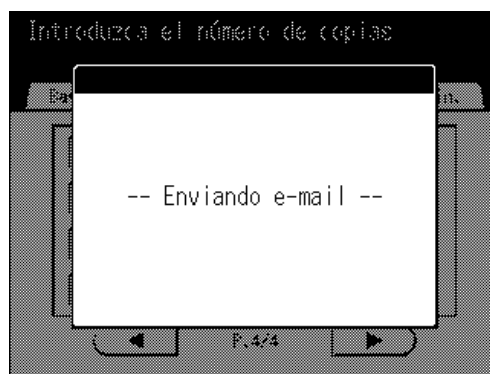 Introduzca el número de copias
-- Enviando e-mail --
P.4/4